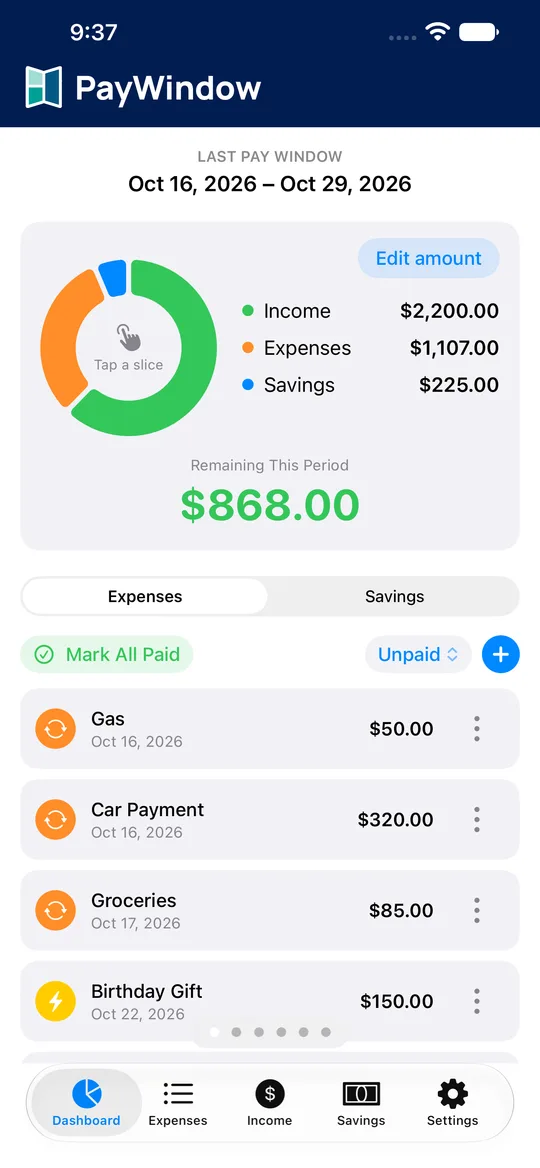 9:37
PayWindow
LAST PAY WINDOW
Oct 16, 2026 – Oct 29, 2026
Edit amount
Income $2,200.00
Expenses $1,107.00
Savings $225.00
Tap a slice
Remaining This Period
$868.00
Expenses Savings
Mark All Paid Unpaid
Gas
Oct 16, 2026
$50.00
Car Payment
Oct 16, 2026
$320.00
Groceries
Oct 17, 2026
$85.00
Birthday Gift
Oct 22, 2026
$150.00
Dashboard Expenses Income Savings Settings